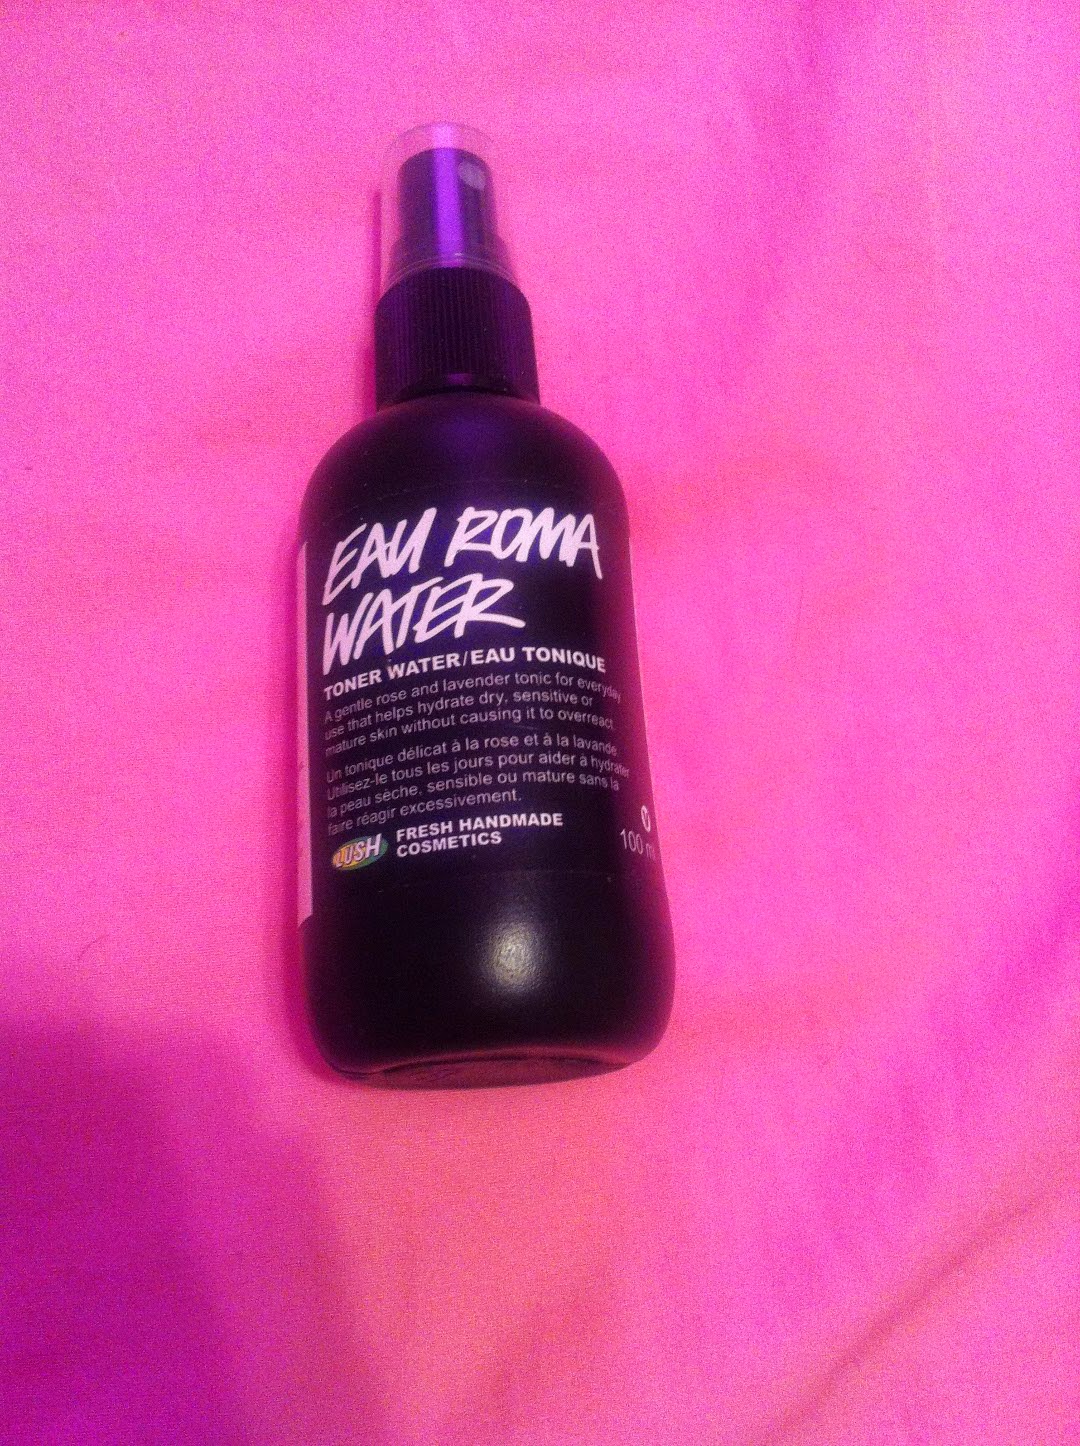 EAU ROMA
WATER
TONER WATER/EAU TONIQUE
A gentle rose and lavender tonic for everyday
use that helps hydrate dry, sensitive or
mature skin without causing it to overreact.
Un tonique délicat à la rose et à la lavande.
Utilisez-le tous les jours pour aider à hydrater
la peau sèche, sensible ou mature sans la
faire réagir excessivement.
LUSH
FRESH HANDMADE
COSMETICS
V
100 ml